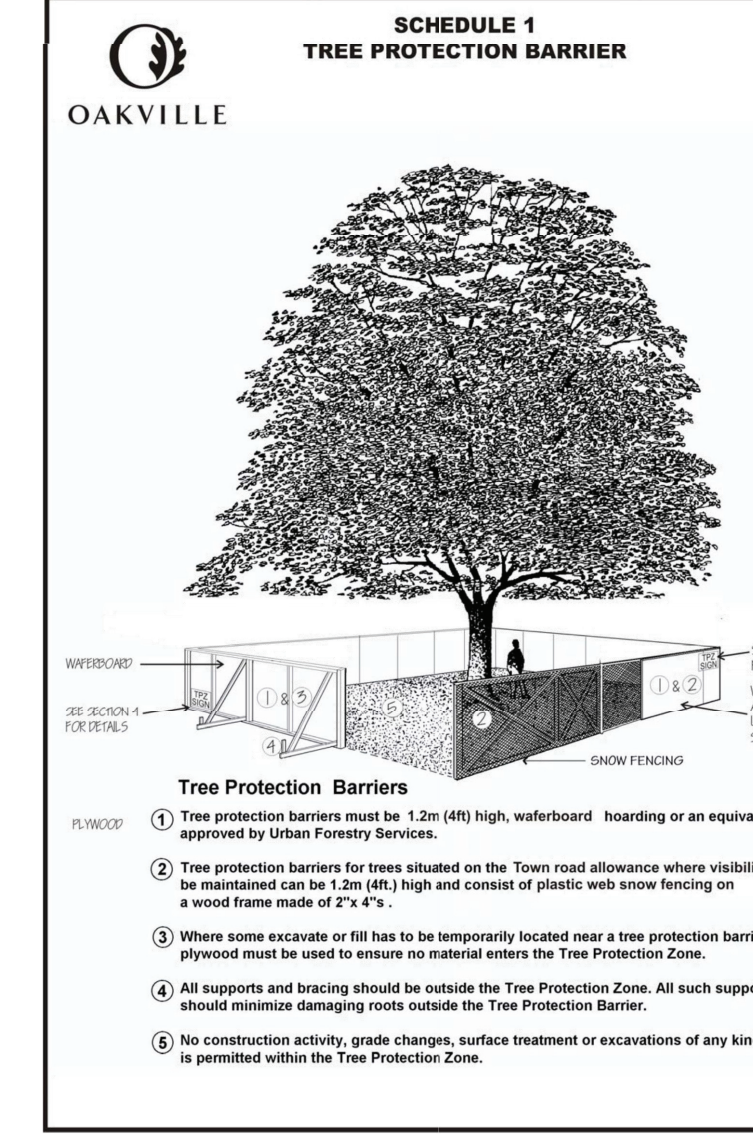 SCHEDULE 1
TREE PROTECTION BARRIER
OAKVILLE
WAFERBOARD
TPZ
SIGN
1 & 3
SEE SECTION 1
FOR DETAILS
4
5
2
TPZ
SIGN
1 & 2
SNOW FENCING
Tree Protection Barriers
PLYWOOD
1 Tree protection barriers must be 1.2m (4ft) high, waferboard hoarding or an equiva
approved by Urban Forestry Services.
2 Tree protection barriers for trees situated on the Town road allowance where visibili
be maintained can be 1.2m (4ft.) high and consist of plastic web snow fencing on
a wood frame made of 2"x 4"s .
3 Where some excavate or fill has to be temporarily located near a tree protection barri
plywood must be used to ensure no material enters the Tree Protection Zone.
4 All supports and bracing should be outside the Tree Protection Zone. All such suppo
should minimize damaging roots outside the Tree Protection Barrier.
5 No construction activity, grade changes, surface treatment or excavations of any kin
is permitted within the Tree Protection Zone.